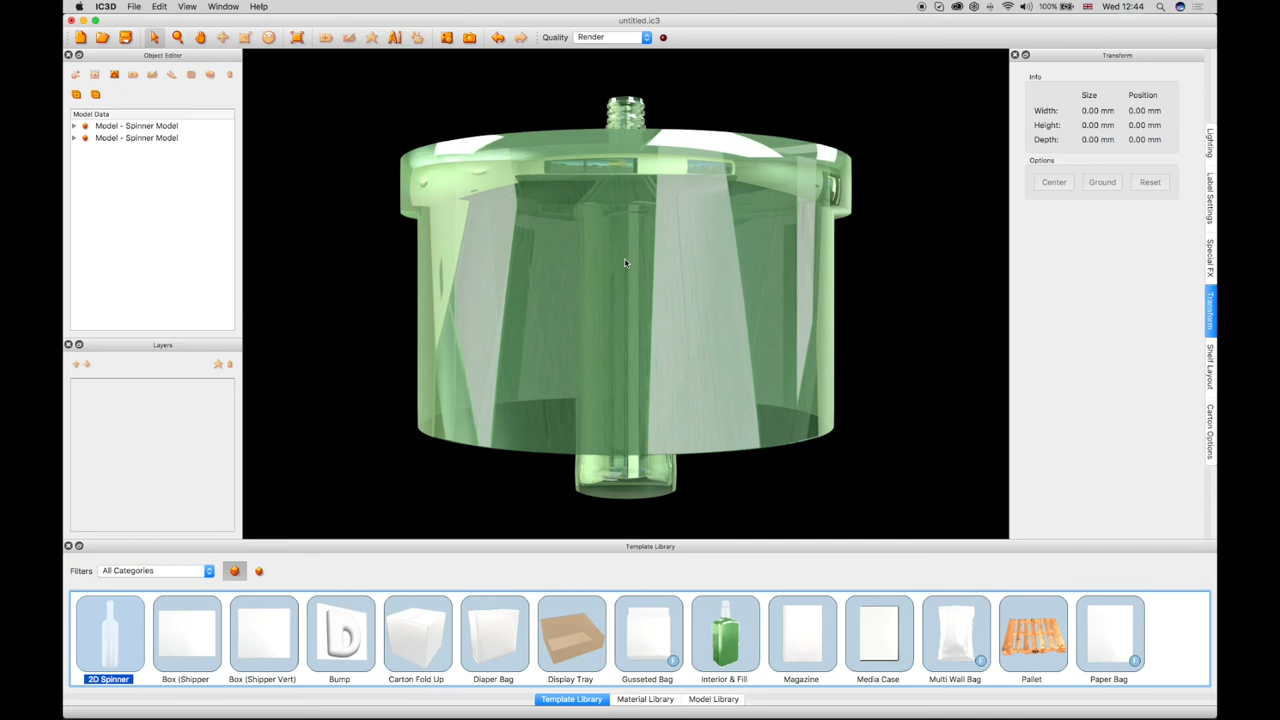 IC3D File Edit View Window Help 100% Wed 12:44
untitled.ic3
Quality Render
Object Editor
Model Data
Model - Spinner Model
Model - Spinner Model
Layers
Transform
Info
Size Position
Width: 0.00 mm 0.00 mm
Height: 0.00 mm 0.00 mm
Depth: 0.00 mm 0.00 mm
Options
Center Ground Reset
Lighting
Label Settings
Special FX
Transform
Shelf Layout
Carton Options
Template Library
Filters All Categories
2D Spinner Box (Shipper Box (Shipper Vert) Bump Carton Fold Up Diaper Bag Display Tray Gusseted Bag Interior & Fill Magazine Media Case Multi Wall Bag Pallet Paper Bag
Template Library Material Library Model Library